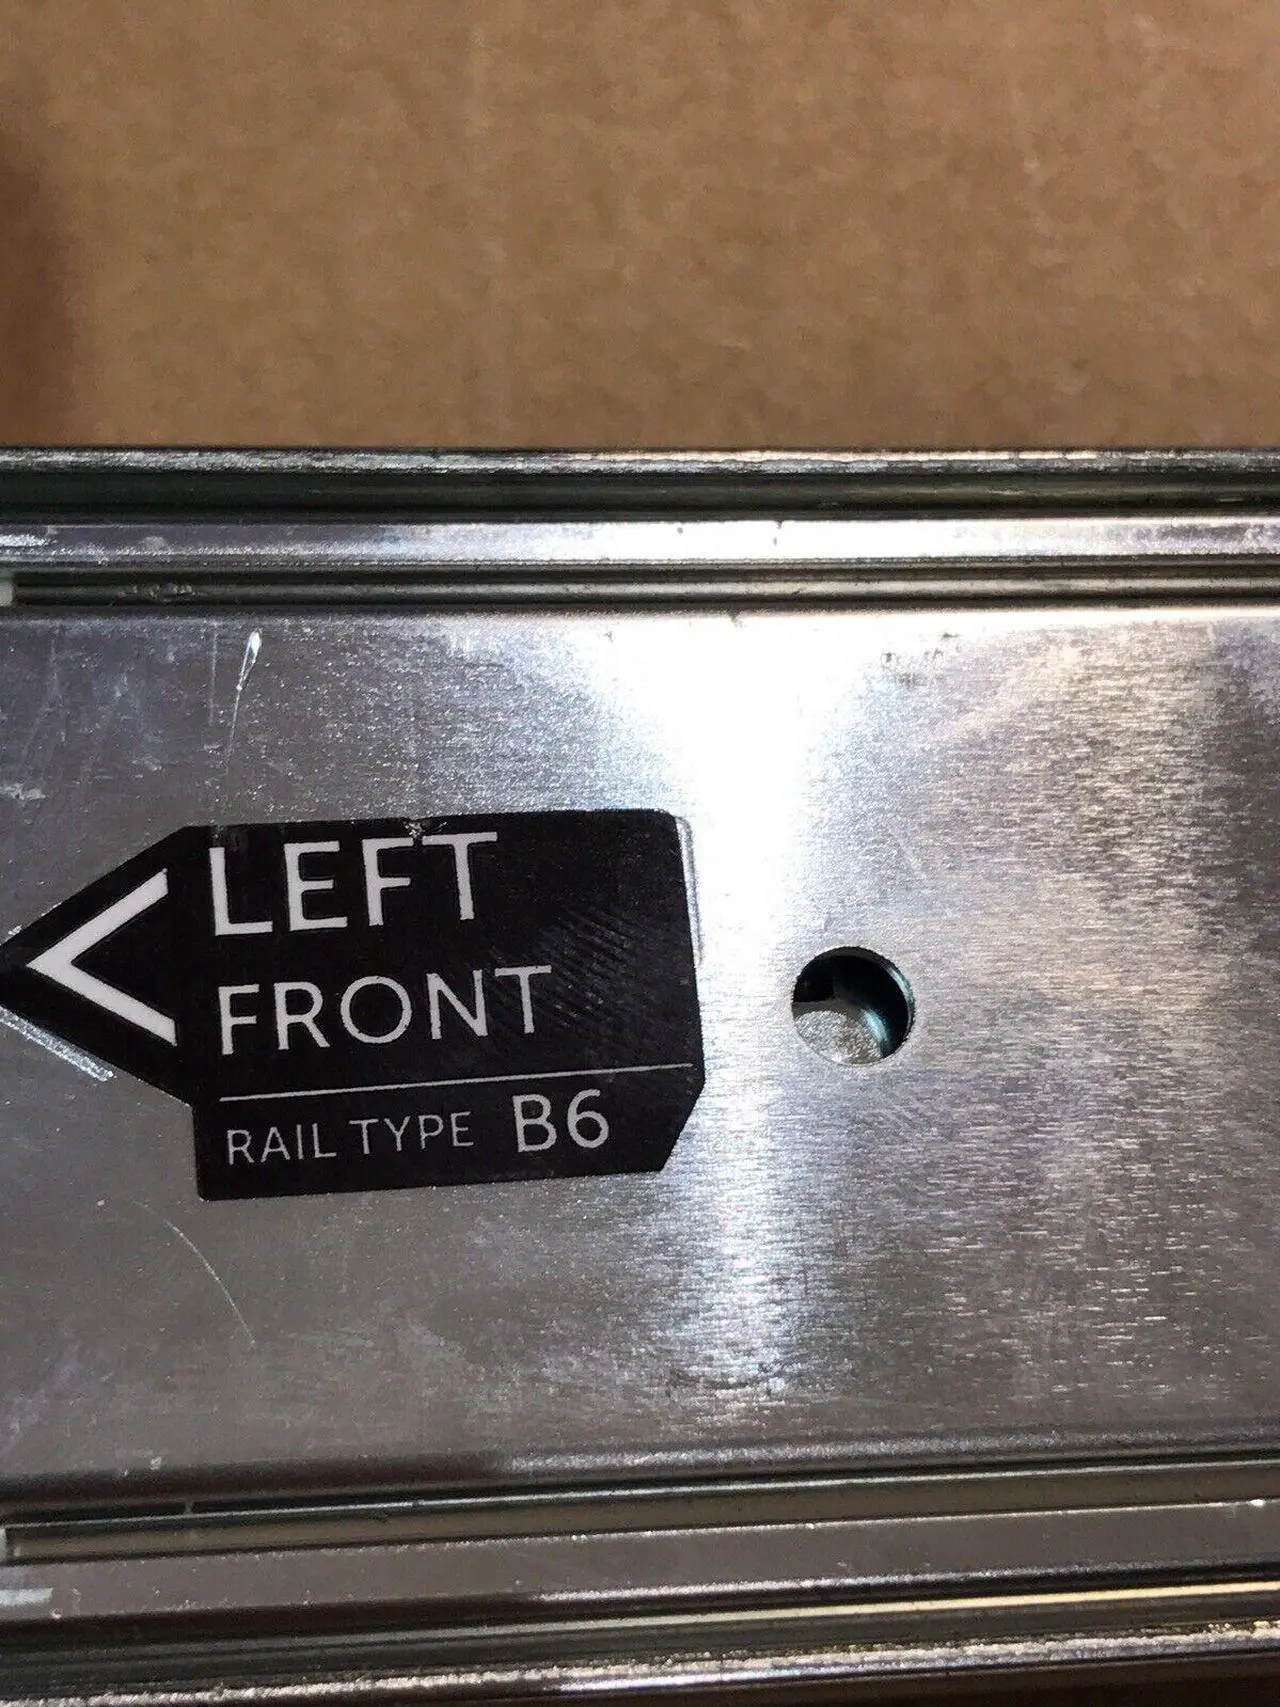 LEFT
FRONT
RAIL TYPE B6